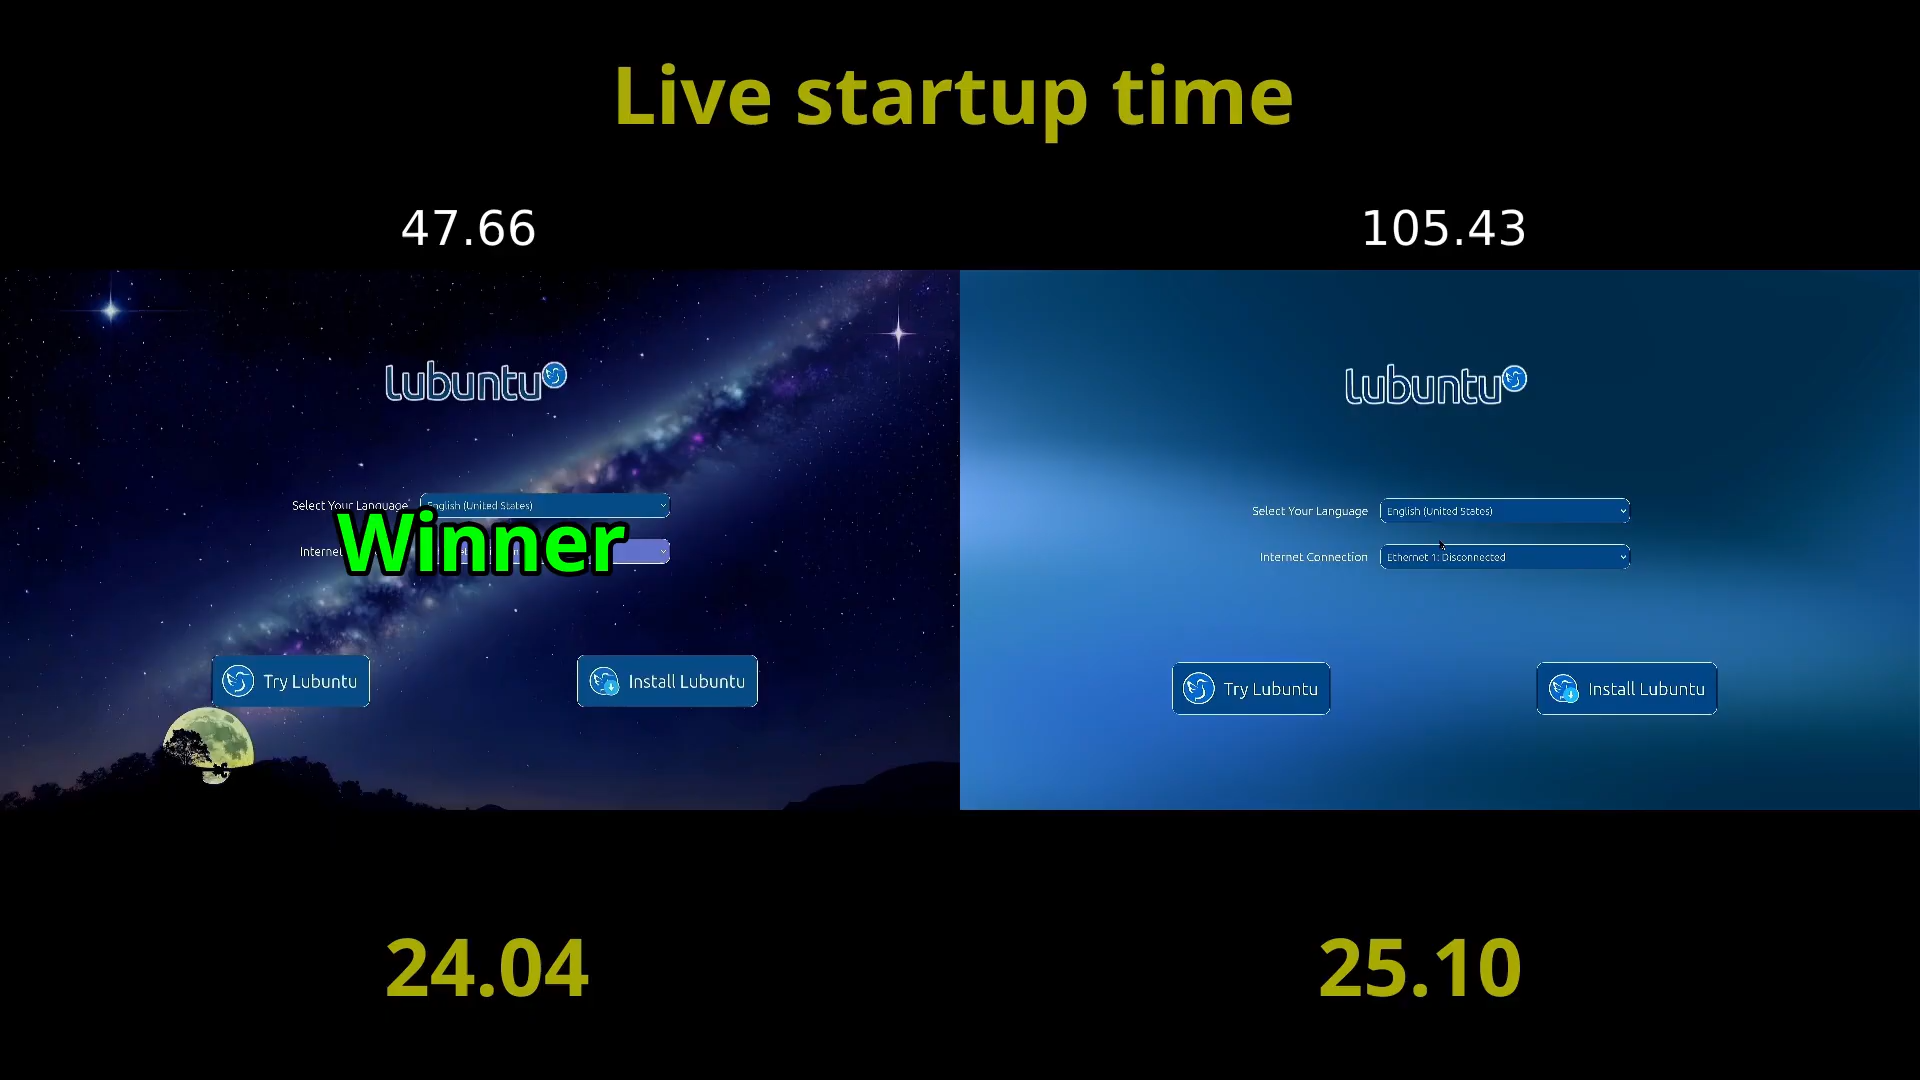 Live startup time
47.66
105.43
lubuntu
Select Your Language English (United States)
Internet
Winner
Try Lubuntu
Install Lubuntu
lubuntu
Select Your Language English (United States)
Internet Connection Ethernet 1: Disconnected
Try Lubuntu
Install Lubuntu
24.04
25.10